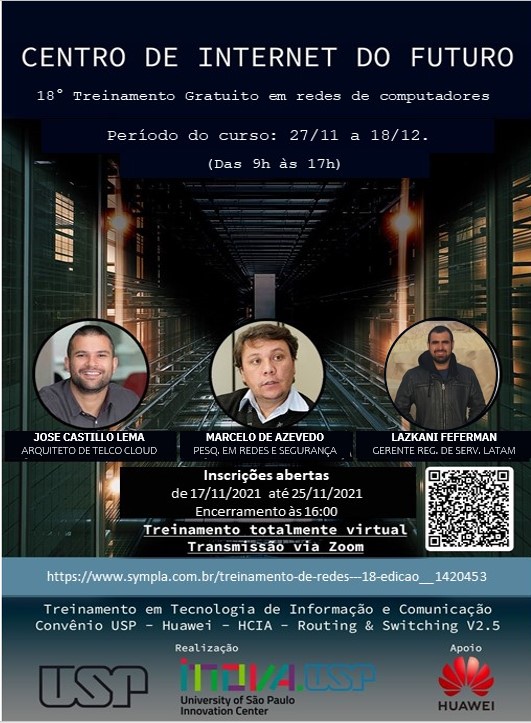 CENTRO DE INTERNET DO FUTURO
18° Treinamento Gratuito em redes de computadores
Período do curso: 27/11 a 18/12.
(Das 9h às 17h)
JOSE CASTILLO LEMA
ARQUITETO DE TELCO CLOUD
MARCELO DE AZEVEDO
PESQ. EM REDES E SEGURANÇA
LAZKANI FEFERMAN
GERENTE REG. DE SERV. LATAM
Inscrições abertas
de 17/11/2021 até 25/11/2021
Encerramento às 16:00
Treinamento totalmente virtual
Transmissão via Zoom
https://www.sympla.com.br/treinamento-de-redes---18-edicao__1420453
Treinamento em Tecnologia de Informação e Comunicação
Convênio USP - Huawei - HCIA - Routing & Switching V2.5
Realização
Apoio
USP
INOVA.USP
University of São Paulo
Innovation Center
HUAWEI